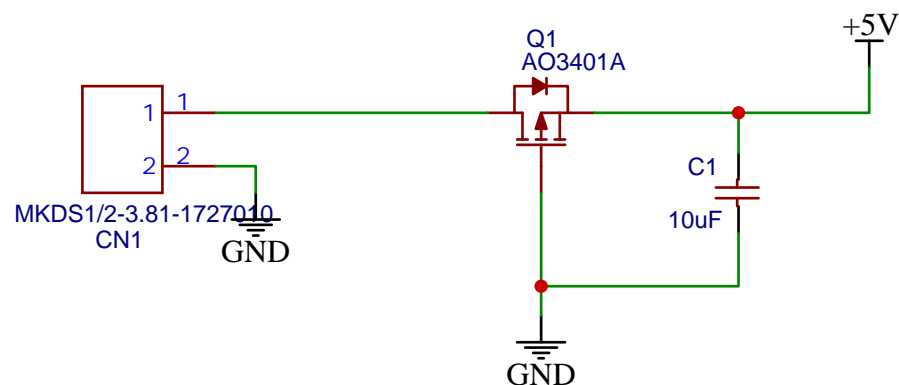 +5V
Q1
AO3401A
1
1
2
2
C1
10uF
MKDS1/2-3.81-1727010
CN1
GND
GND